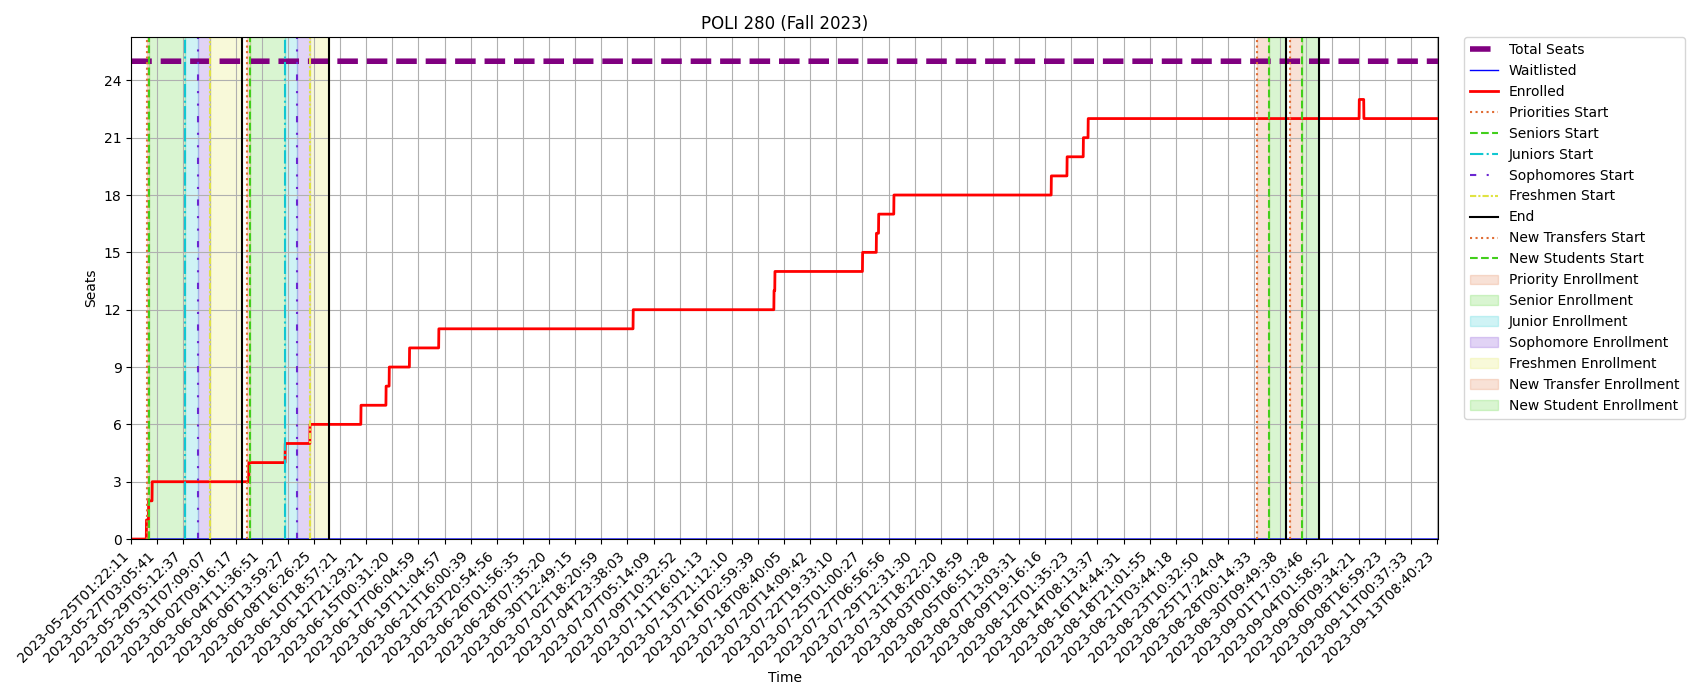 POLI 280 (Fall 2023)
Seats
24
21
18
15
12
9
6
3
0
2023-05-25T01:22:11
2023-05-27T03:05:41
2023-05-29T05:12:37
2023-05-31T07:09:07
2023-06-02T09:16:17
2023-06-04T11:36:51
2023-06-06T13:59:27
2023-06-08T16:26:25
2023-06-10T18:57:21
2023-06-12T21:29:21
2023-06-15T00:31:20
2023-06-17T06:04:59
2023-06-19T11:04:57
2023-06-21T16:00:39
2023-06-23T20:54:56
2023-06-26T01:56:35
2023-06-28T07:35:20
2023-06-30T12:49:15
2023-07-02T18:20:59
2023-07-04T23:38:03
2023-07-07T05:14:09
2023-07-09T10:32:52
2023-07-11T16:01:13
2023-07-13T21:12:10
2023-07-16T02:59:39
2023-07-18T08:40:05
2023-07-20T14:09:42
2023-07-22T19:33:10
2023-07-25T01:00:27
2023-07-27T06:56:56
2023-07-29T12:31:30
2023-07-31T18:22:20
2023-08-03T00:18:59
2023-08-05T06:51:28
2023-08-07T13:03:31
2023-08-09T19:16:16
2023-08-12T01:35:23
2023-08-14T08:13:37
2023-08-16T14:44:31
2023-08-18T21:01:55
2023-08-21T03:44:18
2023-08-23T10:32:50
2023-08-25T17:24:04
2023-08-28T00:14:33
2023-08-30T09:49:38
2023-09-01T17:03:46
2023-09-04T01:58:52
2023-09-06T09:34:21
2023-09-08T16:59:23
2023-09-11T00:37:33
2023-09-13T08:40:23
Time
Total Seats
Waitlisted
Enrolled
Priorities Start
Seniors Start
Juniors Start
Sophomores Start
Freshmen Start
End
New Transfers Start
New Students Start
Priority Enrollment
Senior Enrollment
Junior Enrollment
Sophomore Enrollment
Freshmen Enrollment
New Transfer Enrollment
New Student Enrollment